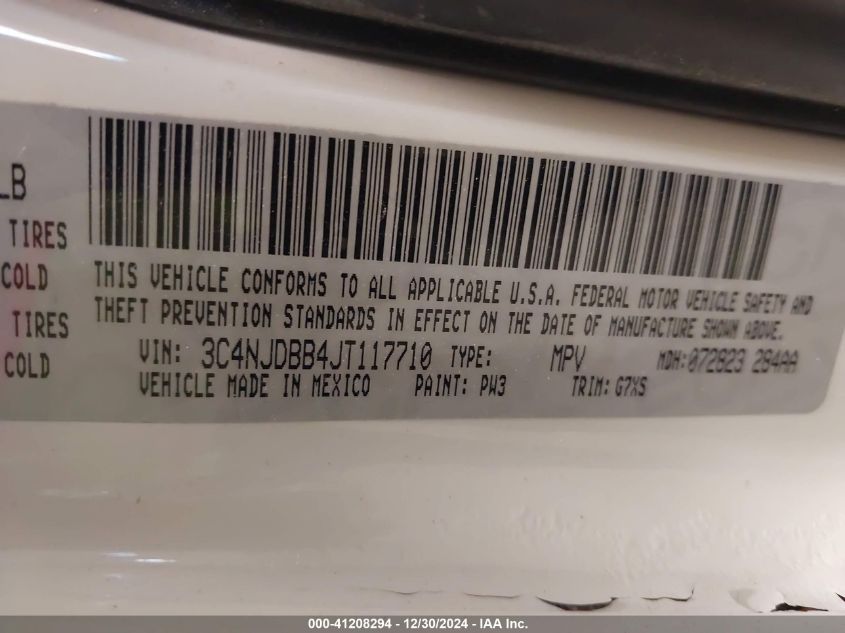 LB
TIRES
COLD
TIRES
COLD
THIS VEHICLE CONFORMS TO ALL APPLICABLE U.S.A. FEDERAL MOTOR VEHICLE SAFETY AND
THEFT PREVENTION STANDARDS IN EFFECT ON THE DATE OF MANUFACTURE SHOWN ABOVE.
VIN: 3C4NJDBB4JT117710 TYPE: MPV MDH:072823 284AA
VEHICLE MADE IN MEXICO PAINT: PW3 TRIM: G7XS
000-41208294 - 12/30/2024 - IAA Inc.